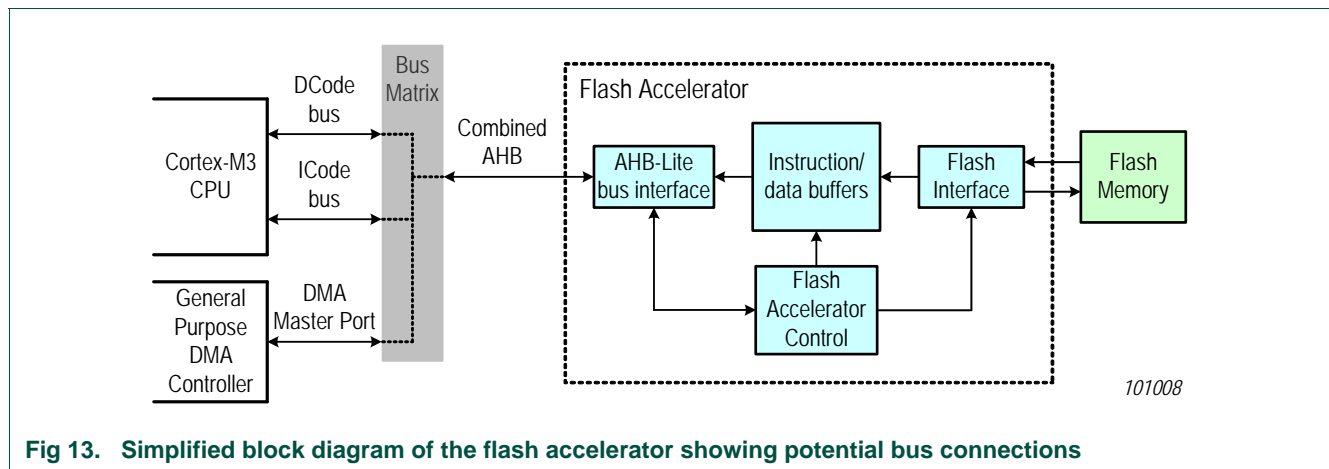 Bus
Matrix
DCode
bus
Cortex-M3
CPU
ICode
bus
General
Purpose
DMA
Controller
DMA
Master Port
Combined
AHB
Flash Accelerator
AHB-Lite
bus interface
Instruction/
data buffers
Flash
Interface
Flash
Memory
Flash
Accelerator
Control
101008
Fig 13. Simplified block diagram of the flash accelerator showing potential bus connections